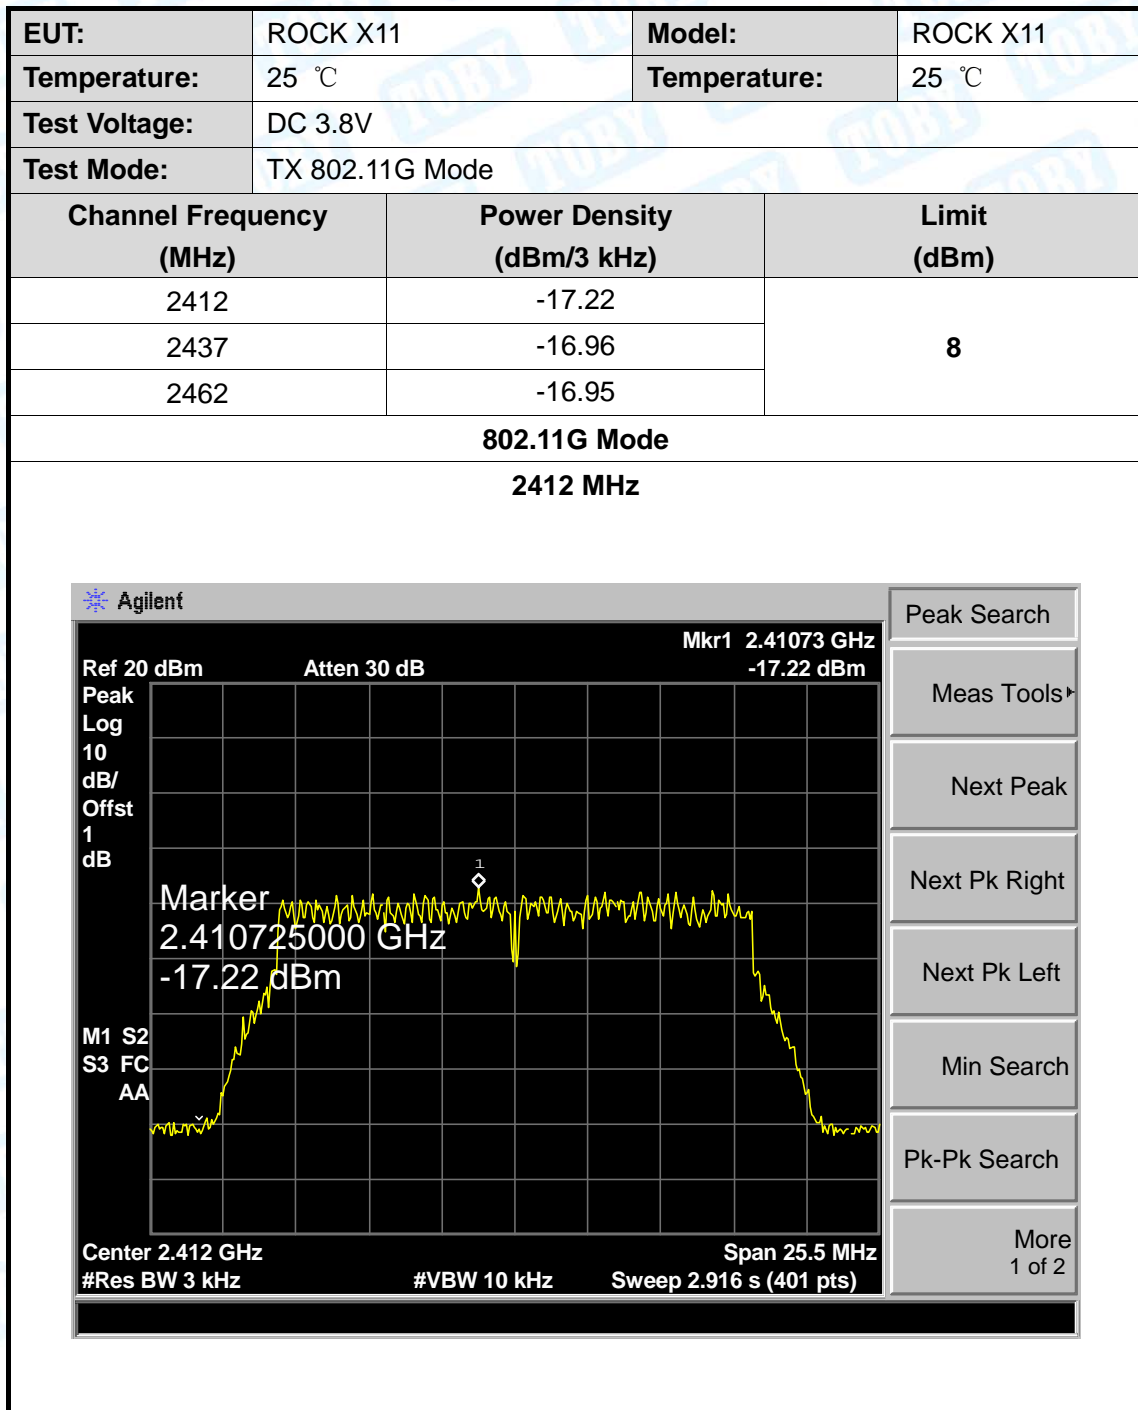 EUT: ROCK X11 Model: ROCK X11
Temperature: 25 ℃ Temperature: 25 ℃
Test Voltage: DC 3.8V
Test Mode: TX 802.11G Mode
Channel Frequency Power Density Limit
(MHz) (dBm/3 kHz) (dBm)
2412 -17.22
2437 -16.96 8
2462 -16.95
802.11G Mode
2412 MHz
Agilent
Peak Search
Mkr1 2.41073 GHz
Ref 20 dBm Atten 30 dB -17.22 dBm
Peak
Log
10
dB/
Offst
1
dB
1
Marker
2.410725000 GHz
-17.22 dBm
M1 S2
S3 FC
AA
Center 2.412 GHz Span 25.5 MHz
#Res BW 3 kHz #VBW 10 kHz Sweep 2.916 s (401 pts)
Meas Tools
Next Peak
Next Pk Right
Next Pk Left
Min Search
Pk-Pk Search
More
1 of 2
TOBY
TOBY
TOBY
TOBY
TOBY
TOBY